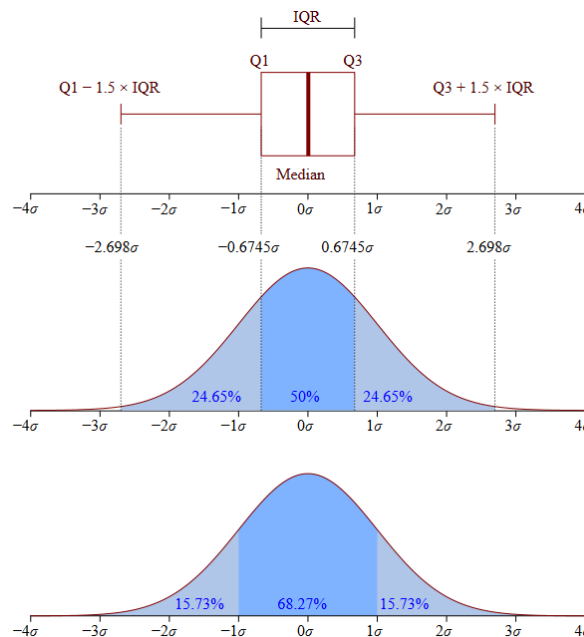 IQR
Q1 Q3
Q1 − 1.5 × IQR Q3 + 1.5 × IQR
Median
−4σ −3σ −2σ −1σ 0σ 1σ 2σ 3σ
−2.698σ −0.6745σ 0.6745σ 2.698σ
24.65% 50% 24.65%
−4σ −3σ −2σ −1σ 0σ 1σ 2σ 3σ
15.73% 68.27% 15.73%
−4σ −3σ −2σ −1σ 0σ 1σ 2σ 3σ